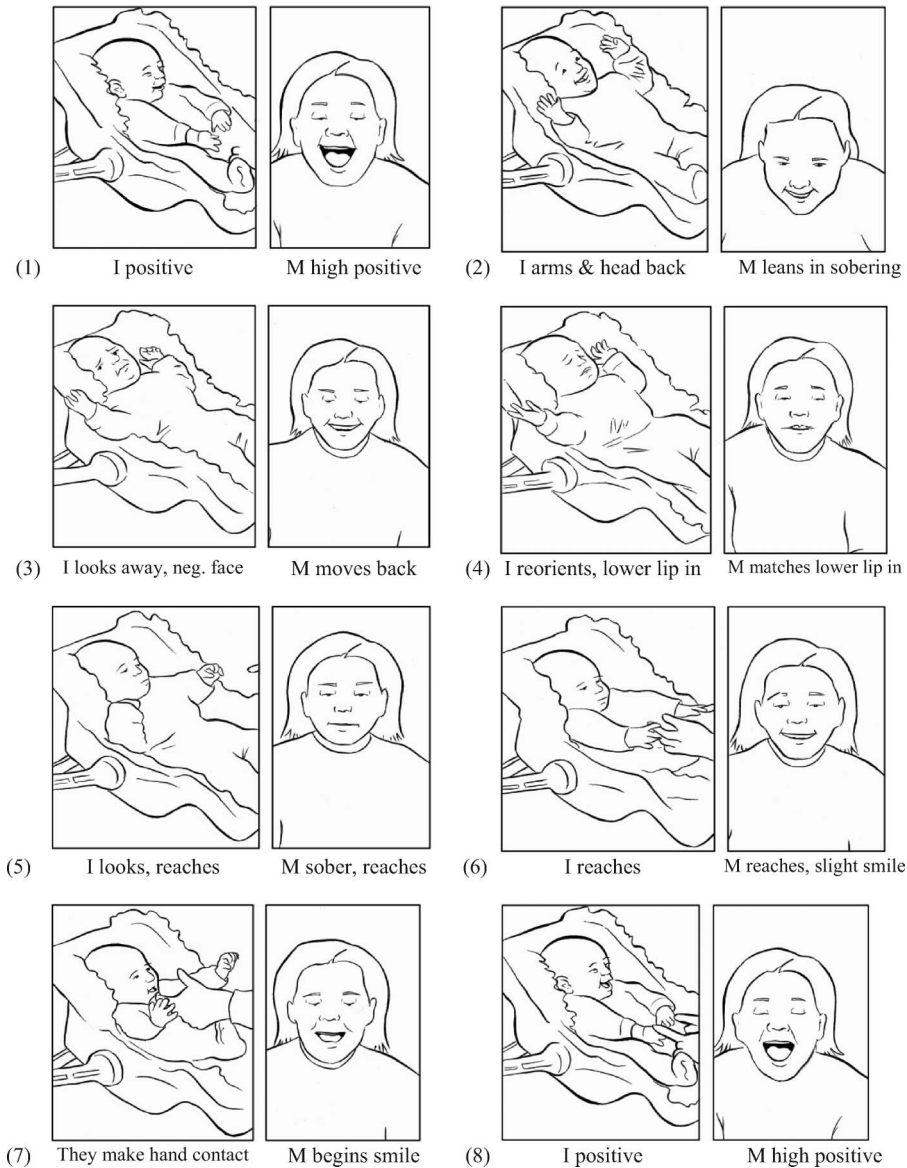 (1) I positive M high positive (2) I arms & head back M leans in sobering
(3) I looks away, neg. face M moves back (4) I reorients, lower lip in M matches lower lip in
(5) I looks, reaches M sober, reaches (6) I reaches M reaches, slight smile
(7) They make hand contact M begins smile (8) I positive M high positive